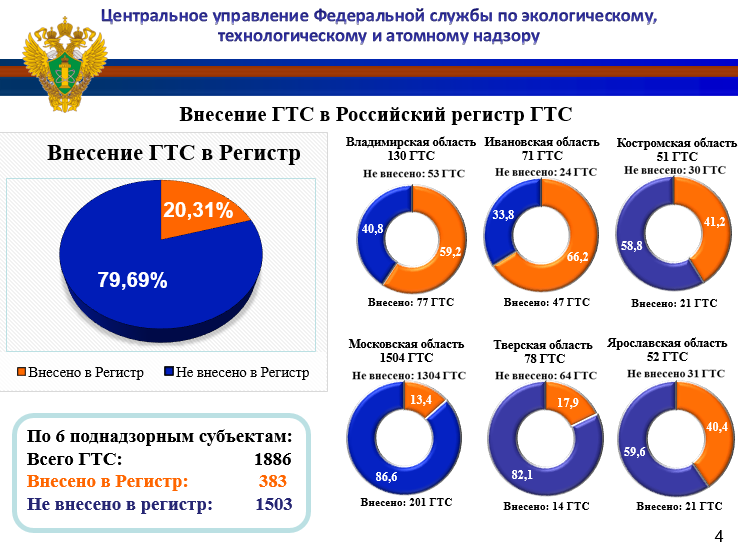 Центральное управление Федеральной службы по экологическому,
технологическому и атомному надзору
Внесение ГТС в Российский регистр ГТС
Внесение ГТС в Регистр
20,31%
79,69%
Внесено в Регистр
Не внесено в Регистр
По 6 поднадзорным субъектам:
Всего ГТС: 1886
Внесено в Регистр: 383
Не внесено в регистр: 1503
Владимирская область
130 ГТС
Не внесено: 53 ГТС
40,8
59,2
Внесено: 77 ГТС
Ивановская область
71 ГТС
Не внесено: 24 ГТС
33,8
66,2
Внесено: 47 ГТС
Костромская область
51 ГТС
Не внесено: 30 ГТС
41,2
58,8
Внесено: 21 ГТС
Московская область
1504 ГТС
Не внесено: 1304 ГТС
13,4
86,6
Внесено: 201 ГТС
Тверская область
78 ГТС
Не внесено: 64 ГТС
17,9
82,1
Внесено: 14 ГТС
Ярославская область
52 ГТС
Не внесено 31 ГТС
40,4
59,6
Внесено: 21 ГТС
4